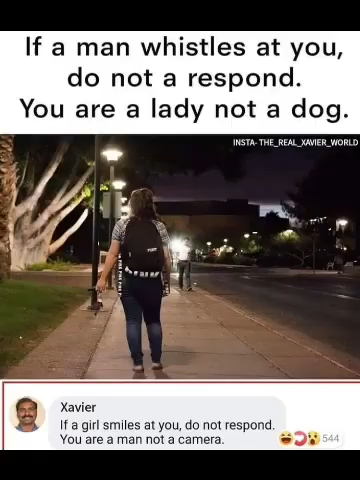 If a man whistles at you,
do not a respond.
You are a lady not a dog.
INSTA- THE_REAL_XAVIER_WORLD
Xavier
If a girl smiles at you, do not respond.
You are a man not a camera.
544